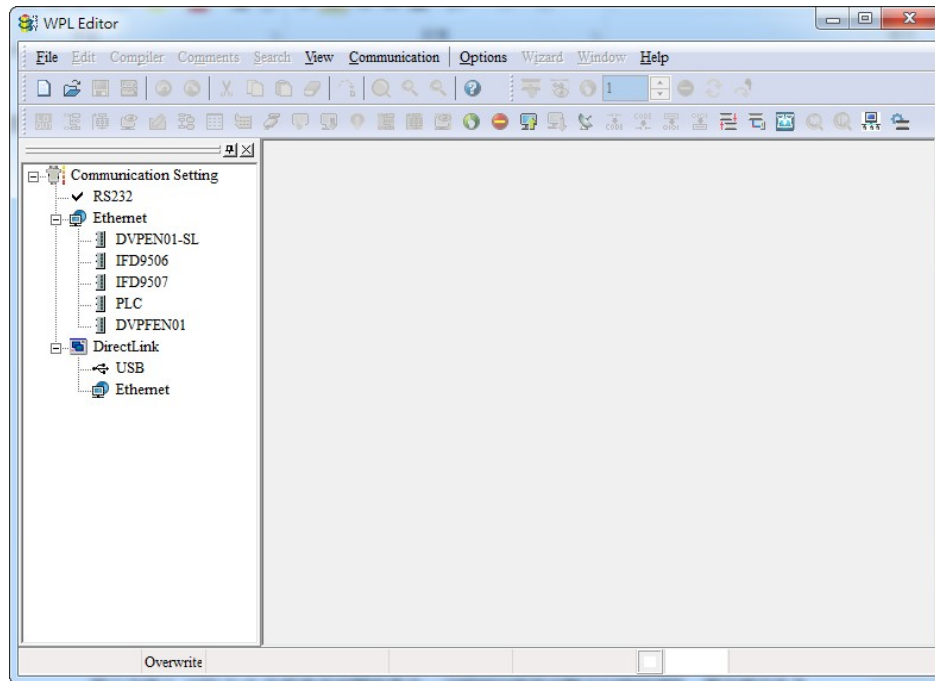 WPL Editor
File Edit Compiler Comments Search View Communication Options Wizard Window Help
1
Communication Setting
RS232
Ethernet
DVPEN01-SL
IFD9506
IFD9507
PLC
DVPFEN01
DirectLink
USB
Ethernet
Overwrite